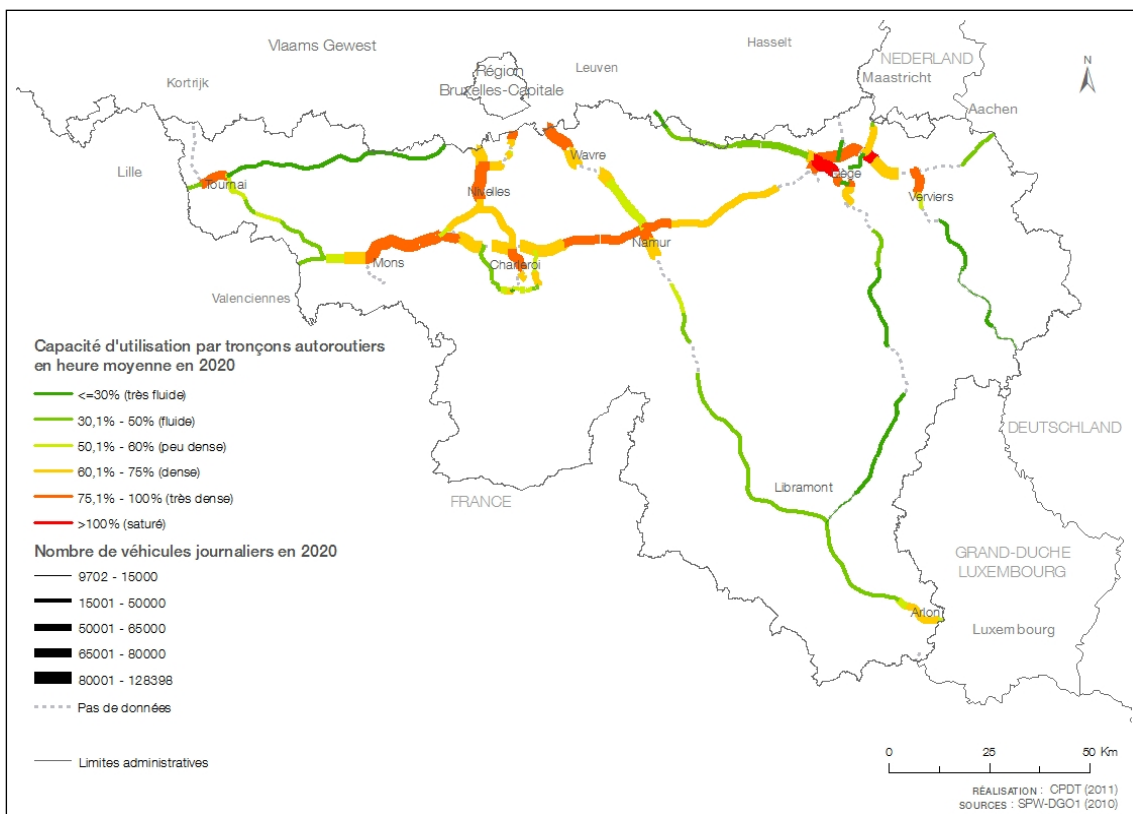 Vlaams Gewest
Hasselt
NEDERLAND
Maastricht
Leuven
Région
Bruxelles-Capitale
Kortrijk
N
Aachen
Lille
Tournai
Wavre
Nivelles
Liège
Verviers
Namur
Mons
Charleroi
Valenciennes
Capacité d'utilisation par tronçons autoroutiers
en heure moyenne en 2020
<=30% (très fluide)
30,1% - 50% (fluide)
50,1% - 60% (peu dense)
60,1% - 75% (dense)
75,1% - 100% (très dense)
>100% (saturé)
Nombre de véhicules journaliers en 2020
9702 - 15000
15001 - 50000
50001 - 65000
65001 - 80000
80001 - 128398
Pas de données
Limites administratives
FRANCE
Libramont
DEUTSCHLAND
GRAND-DUCHE
LUXEMBOURG
Arlon
Luxembourg
0 25 50 Km
RÉALISATION : CPDT (2011)
SOURCES : SPW-DGO1 (2010)